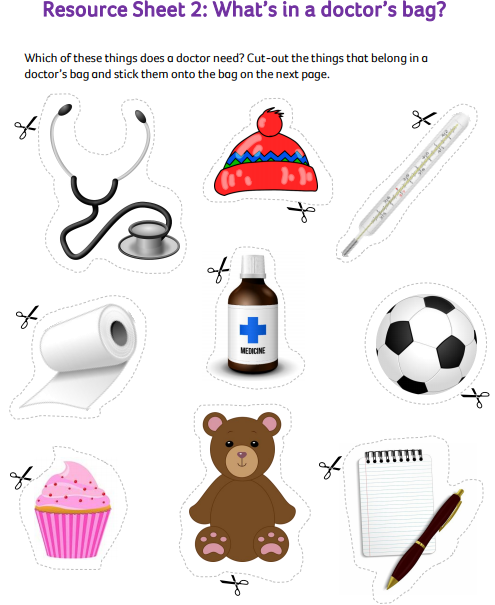 Resource Sheet 2: What's in a doctor's bag?
Which of these things does a doctor need? Cut-out the things that belong in a
doctor's bag and stick them onto the bag on the next page.
MEDICINE